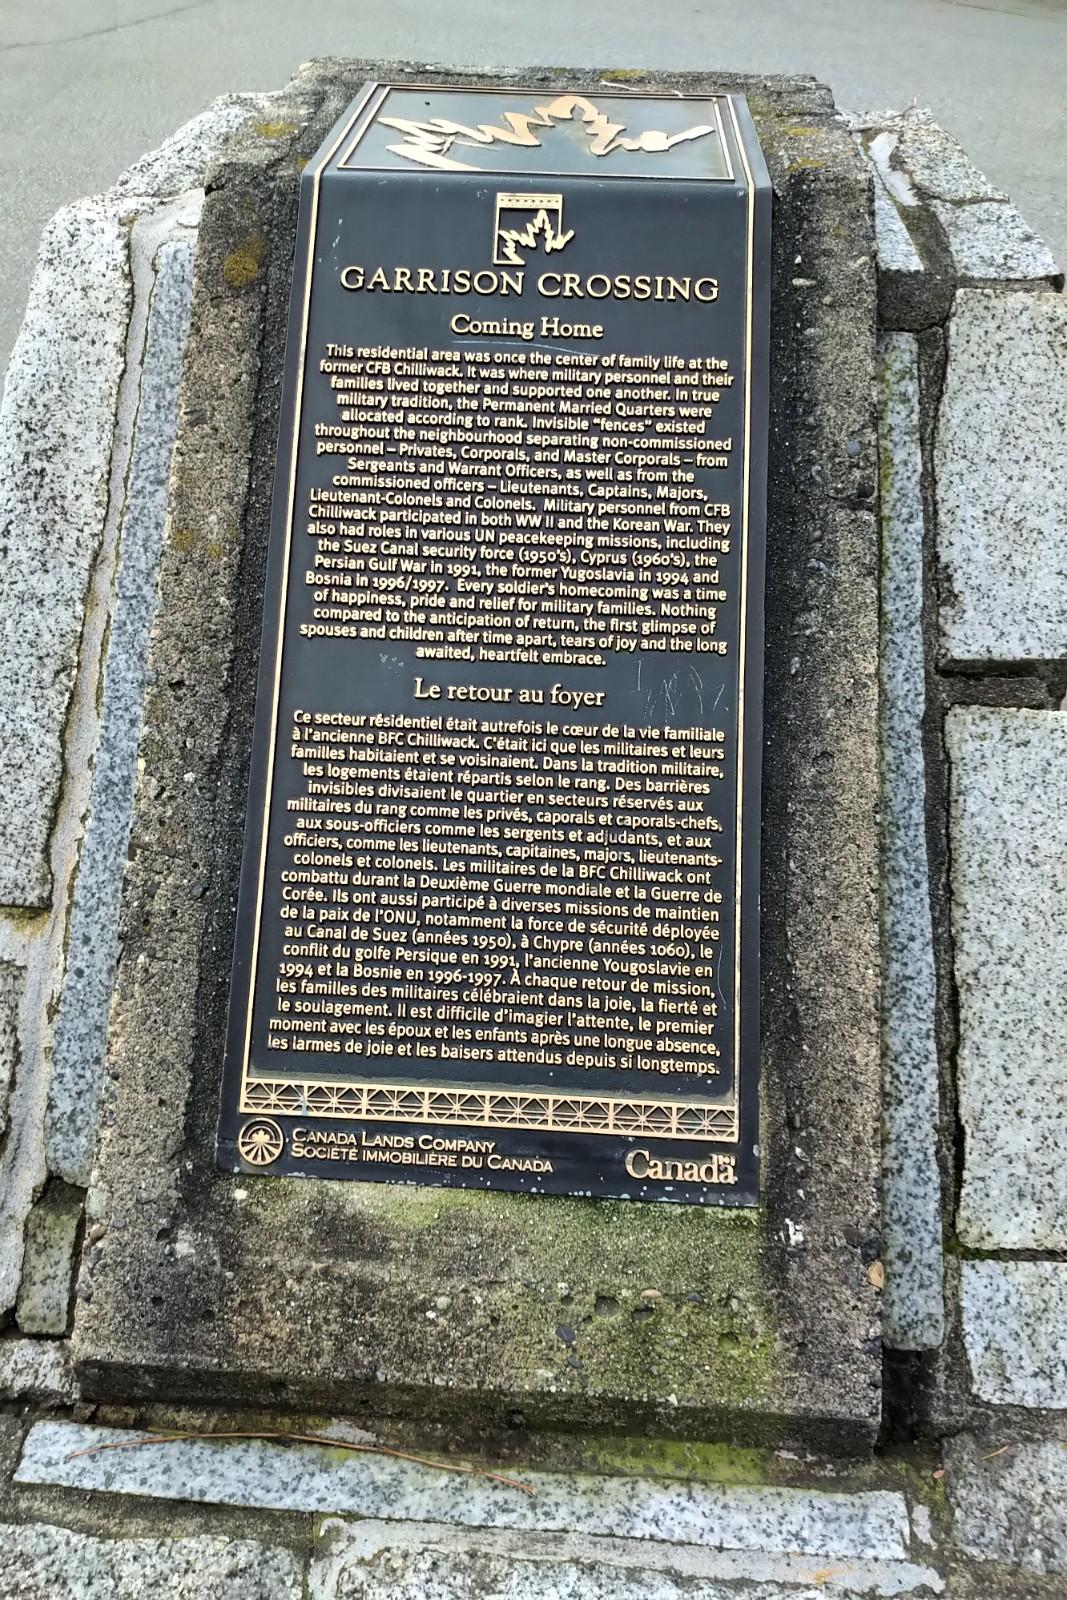 GARRISON CROSSING
Coming Home
This residential area was once the center of family life at the
former CFB Chilliwack. It was where military personnel and their
families lived together and supported one another. In true
military tradition, the Permanent Married Quarters were
allocated according to rank. Invisible "fences" existed
throughout the neighbourhood separating non-commissioned
personnel – Privates, Corporals, and Master Corporals – from
Sergeants and Warrant Officers, as well as from the
commissioned officers – Lieutenants, Captains, Majors,
Lieutenant-Colonels and Colonels. Military personnel from CFB
Chilliwack participated in both WW II and the Korean War. They
also had roles in various UN peacekeeping missions, including
the Suez Canal security force (1950's), Cyprus (1960's), the
Persian Gulf War in 1991, the former Yugoslavia in 1994 and
Bosnia in 1996/1997. Every soldier's homecoming was a time
of happiness, pride and relief for military families. Nothing
compared to the anticipation of return, the first glimpse of
spouses and children after time apart, tears of joy and the long
awaited, heartfelt embrace.
Le retour au foyer
Ce secteur résidentiel était autrefois le cœur de la vie familiale
à l'ancienne BFC Chilliwack. C'était ici que les militaires et leurs
familles habitaient et se voisinaient. Dans la tradition militaire,
les logements étaient répartis selon le rang. Des barrières
invisibles divisaient le quartier en secteurs réservés aux
militaires du rang comme les privés, caporals et caporals-chefs,
aux sous-officiers comme les sergents et adjudants, et aux
officiers, comme les lieutenants, capitaines, majors, lieutenants-
colonels et colonels. Les militaires de la BFC Chilliwack ont
combattu durant la Deuxième Guerre mondiale et la Guerre de
Corée. Ils ont aussi participé à diverses missions de maintien
de la paix de l'ONU, notamment la force de sécurité déployée
au Canal de Suez (années 1950), à Chypre (années 1060), le
conflit du golfe Persique en 1991, l'ancienne Yougoslavie en
1994 et la Bosnie en 1996-1997. À chaque retour de mission,
les familles des militaires célébraient dans la joie, la fierté et
le soulagement. Il est difficile d'imagier l'attente, le premier
moment avec les époux et les enfants après une longue absence,
les larmes de joie et les baisers attendus depuis si longtemps.
CANADA LANDS COMPANY
SOCIÉTÉ IMMOBILIÈRE DU CANADA
Canada